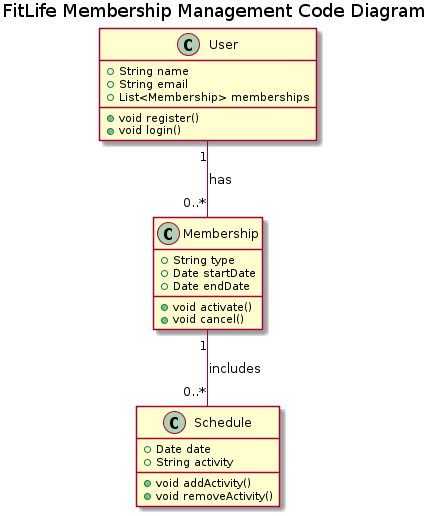 FitLife Membership Management Code Diagram
C User
String name
String email
List<Membership> memberships
void register()
void login()
1
has
0..*
C Membership
String type
Date startDate
Date endDate
void activate()
void cancel()
1
includes
0..*
C Schedule
Date date
String activity
void addActivity()
void removeActivity()